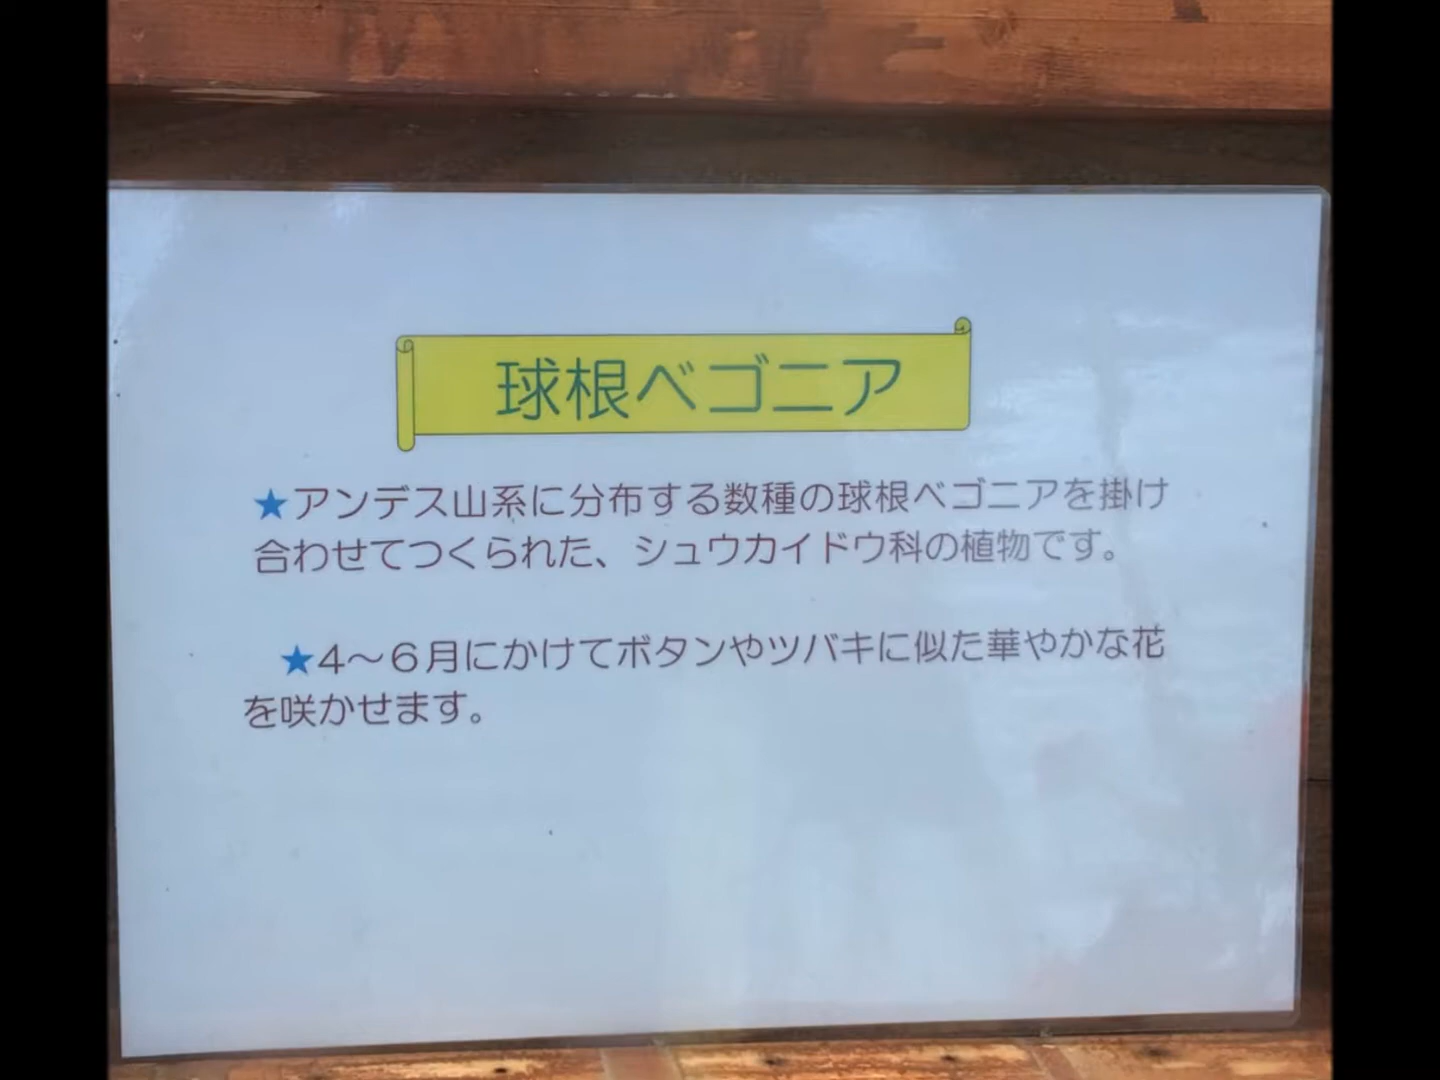 球根ベゴニア
★アンデス山系に分布する数種の球根ベゴニアを掛け
合わせてつくられた、シュウカイドウ科の植物です。
★4～6月にかけてボタンやツバキに似た華やかな花
を咲かせます。